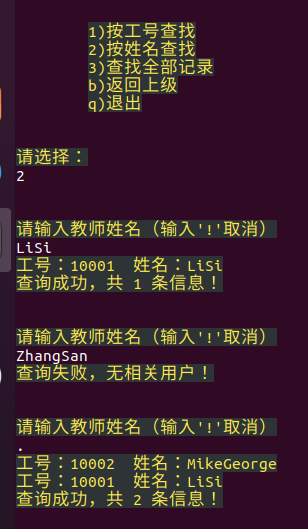 1)按工号查找
2)按姓名查找
3)查找全部记录
b)返回上级
q)退出
请选择：
2
请输入教师姓名（输入'!'取消）
LiSi
工号：10001  姓名：LiSi
查询成功，共 1 条信息！
请输入教师姓名（输入'!'取消）
ZhangSan
查询失败，无相关用户！
请输入教师姓名（输入'!'取消）
.
工号：10002  姓名：MikeGeorge
工号：10001  姓名：LiSi
查询成功，共 2 条信息！